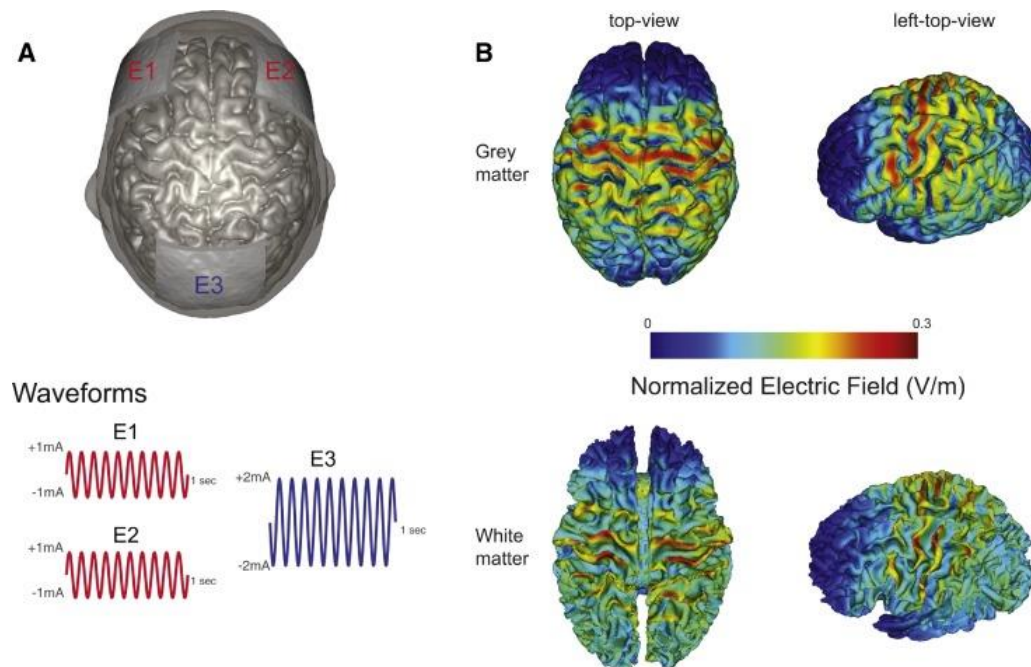 A
E1
E2
E3
Waveforms
E1
+1mA
-1mA
1 sec
E2
+1mA
-1mA
1 sec
E3
+2mA
-2mA
1 sec
B
top-view
left-top-view
Grey
matter
0
0.3
Normalized Electric Field (V/m)
White
matter